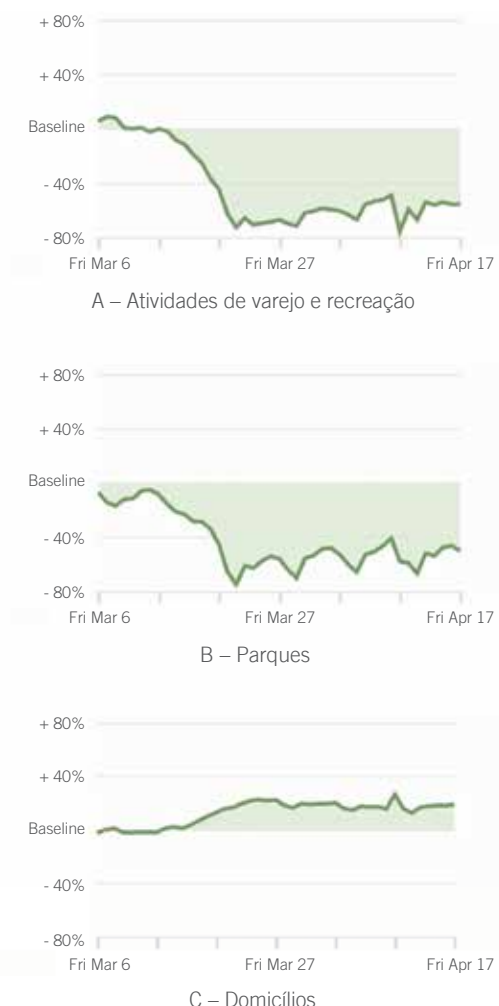 + 80%
+ 40%
Baseline
- 40%
- 80%
Fri Mar 6 Fri Mar 27 Fri Apr 17
A – Atividades de varejo e recreação
+ 80%
+ 40%
Baseline
- 40%
- 80%
Fri Mar 6 Fri Mar 27 Fri Apr 17
B – Parques
+ 80%
+ 40%
Baseline
- 40%
- 80%
Fri Mar 6 Fri Mar 27 Fri Apr 17
C – Domicílios